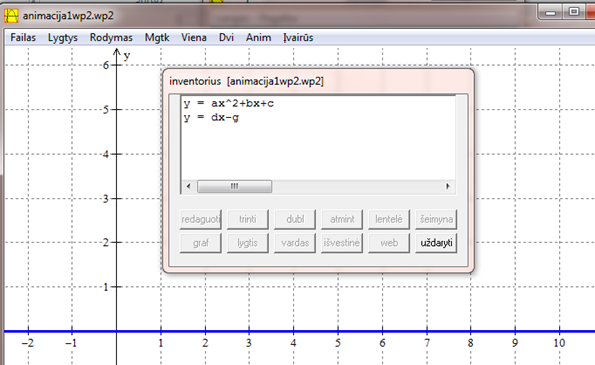 animacija1wp2.wp2
Failas Lygtys Rodymas Mgtk Viena Dvi Anim Įvairūs
y
6
5
4
3
2
1
inventorius [animacija1wp2.wp2]
y = ax^2+bx+c
y = dx-g
redaguoti trinti dubl atmint lentelė šeimyna
graf lygtis vardas išvestinė web uždaryti
−2 −1 1 2 3 4 5 6 7 8 9 10